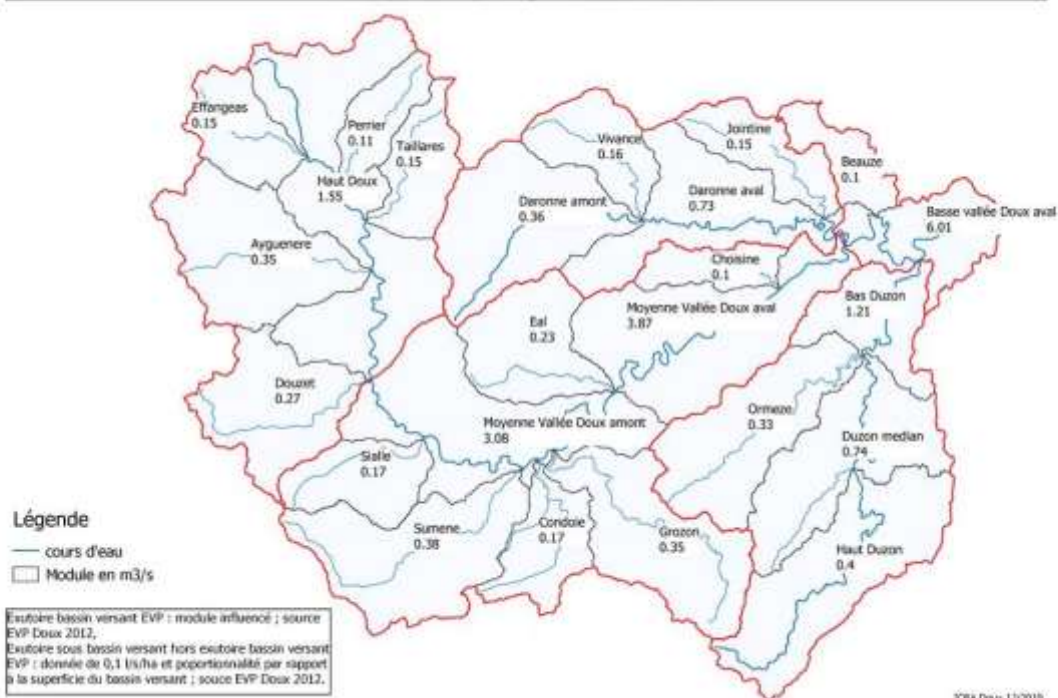 Effangeas
0.15
Perrier
0.11
Taillares
0.15
Haut Doux
1.55
Vivance
0.16
Jointine
0.15
Beauze
0.1
Daronne amont
0.36
Daronne aval
0.73
Basse vallée Doux aval
6.01
Ayguenere
0.35
Choisine
0.1
Eal
0.23
Moyenne Vallée Doux aval
3.87
Bas Duzon
1.21
Douzet
0.27
Moyenne Vallée Doux amont
3.08
Ormeze
0.33
Duzon median
0.74
Sialle
0.17
Sumene
0.38
Condoie
0.17
Grozon
0.35
Haut Duzon
0.4
Légende
cours d'eau
Module en m3/s
Exutoire bassin versant EVP : module influencé ; source
EVP Doux 2012,
Exutoire sous bassin versant hors exutoire bassin versant
EVP : donnée de 0,1 l/s/ha et poportionnalité par rapport
à la superficie du bassin versant ; souce EVP Doux 2012.